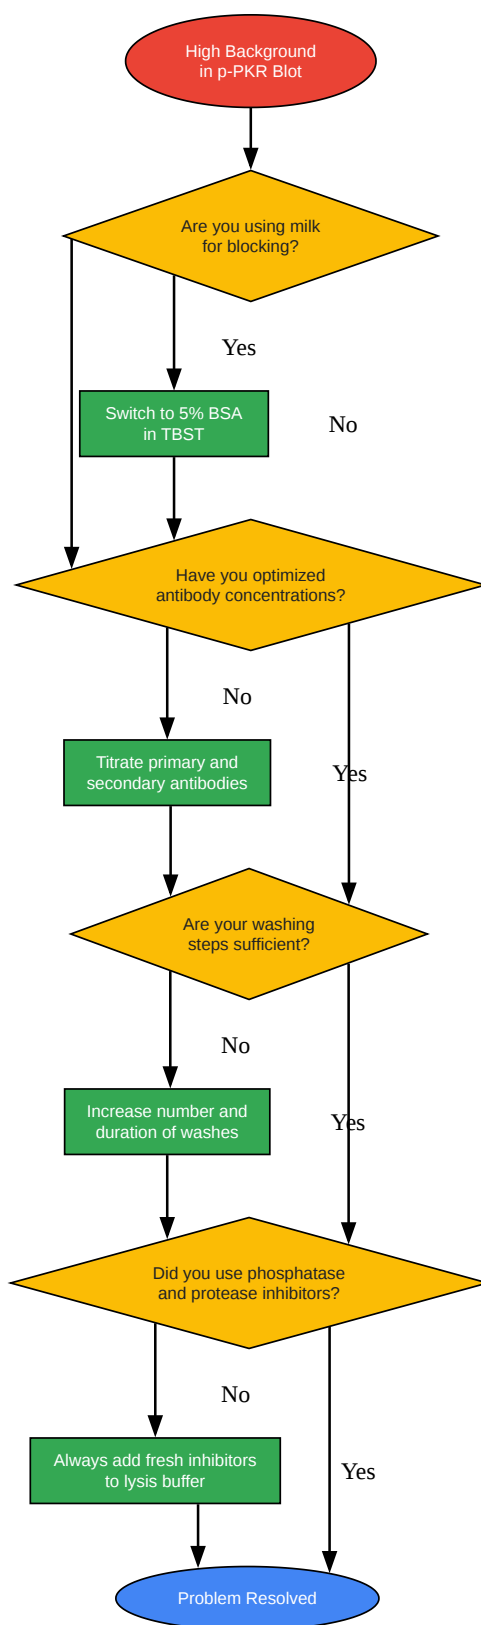 High Background
in p-PKR Blot
Are you using milk
for blocking?
Yes
Switch to 5% BSA
in TBST
No
Have you optimized
antibody concentrations?
No
Titrate primary and
secondary antibodies
Yes
Are your washing
steps sufficient?
No
Increase number and
duration of washes
Yes
Did you use phosphatase
and protease inhibitors?
No
Always add fresh inhibitors
to lysis buffer
Yes
Problem Resolved